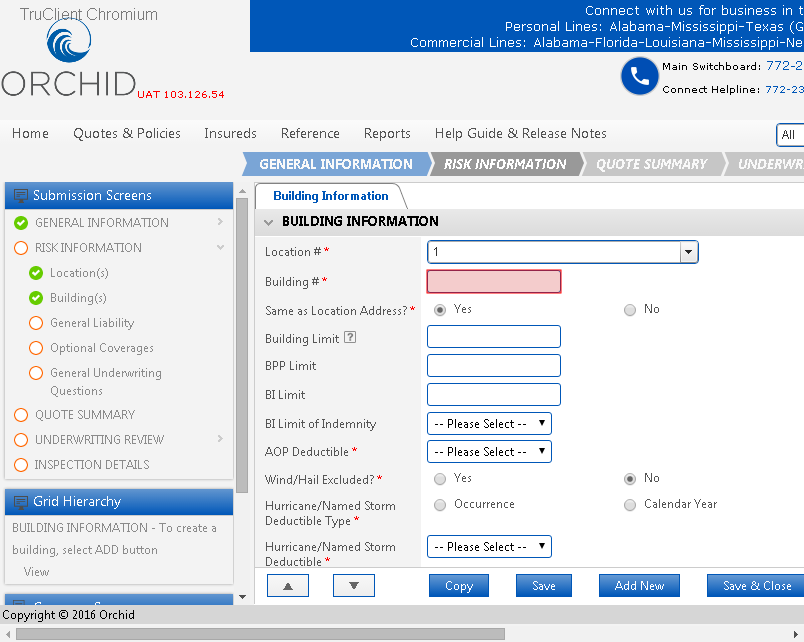 TruClient Chromium
ORCHID
UAT 103.126.54
Connect with us for business in t
Personal Lines: Alabama-Mississippi-Texas (G
Commercial Lines: Alabama-Florida-Louisiana-Mississippi-Ne
Main Switchboard: 772-2
Connect Helpline: 772-23
Home Quotes & Policies Insureds Reference Reports Help Guide & Release Notes
All
GENERAL INFORMATION RISK INFORMATION QUOTE SUMMARY UNDERWR
Submission Screens
GENERAL INFORMATION
RISK INFORMATION
Location(s)
Building(s)
General Liability
Optional Coverages
General Underwriting
Questions
QUOTE SUMMARY
UNDERWRITING REVIEW
INSPECTION DETAILS
Grid Hierarchy
BUILDING INFORMATION - To create a
building, select ADD button
View
Building Information
BUILDING INFORMATION
Location #* 1
Building #*
Same as Location Address?* Yes No
Building Limit ?
BPP Limit
BI Limit
BI Limit of Indemnity -- Please Select --
AOP Deductible * -- Please Select --
Wind/Hail Excluded?* Yes No
Hurricane/Named Storm
Deductible Type * Occurrence Calendar Year
Hurricane/Named Storm
Deductible * -- Please Select --
Copy Save Add New Save & Close
Copyright © 2016 Orchid